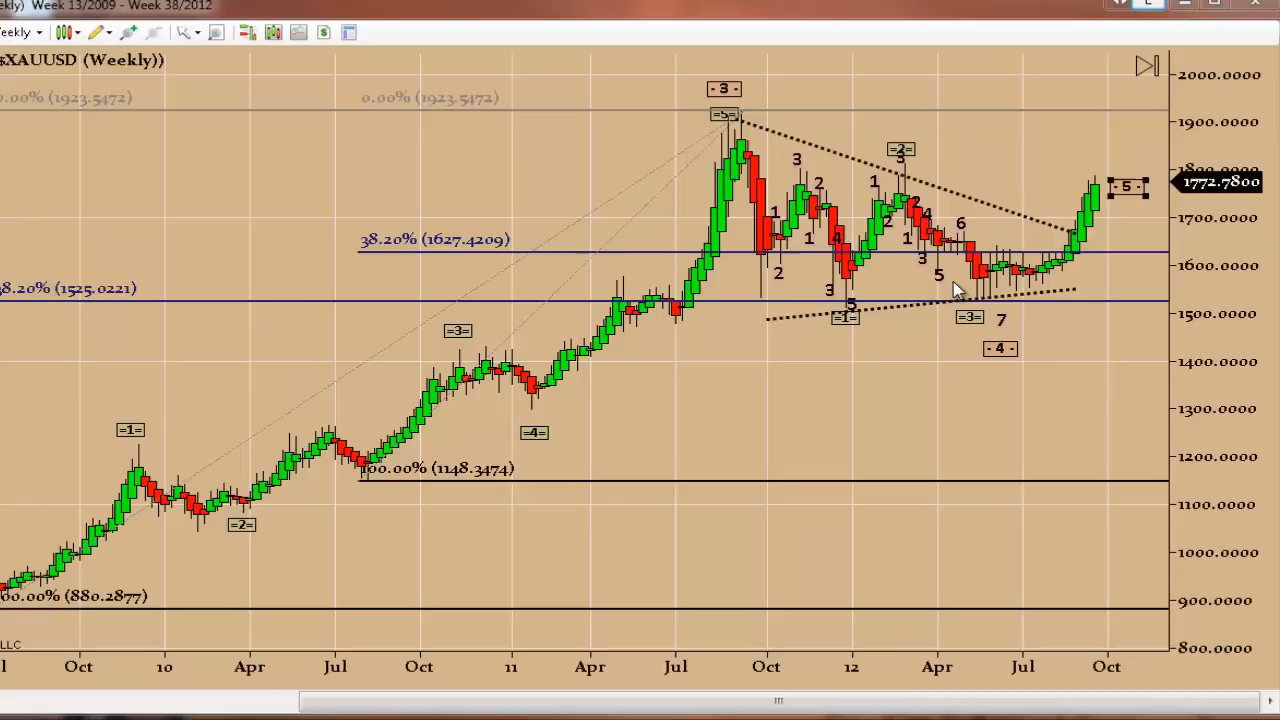 ekly) Week 13/2009 - Week 38/2012
eekly
$XAUUSD (Weekly))
2000.0000
0.00% (1923.5472) 0.00% (1923.5472)
- 3 -
=5=
1900.0000
=2=
3 3
1800.0000
1 2 1772.7800 - 5 -
1 2 4 1700.0000
2 6
38.20% (1627.4209) 1 4 1 3
2 5 1600.0000
38.20% (1525.0221) 3 5
=1= =3= 7 1500.0000
=3= - 4 -
1400.0000
1300.0000
=1= =4=
1200.0000
100.00% (1148.3474)
=2= 1100.0000
1000.0000
00.00% (880.2877) 900.0000
LLC 800.0000
l Oct 10 Apr Jul Oct 11 Apr Jul Oct 12 Apr Jul Oct